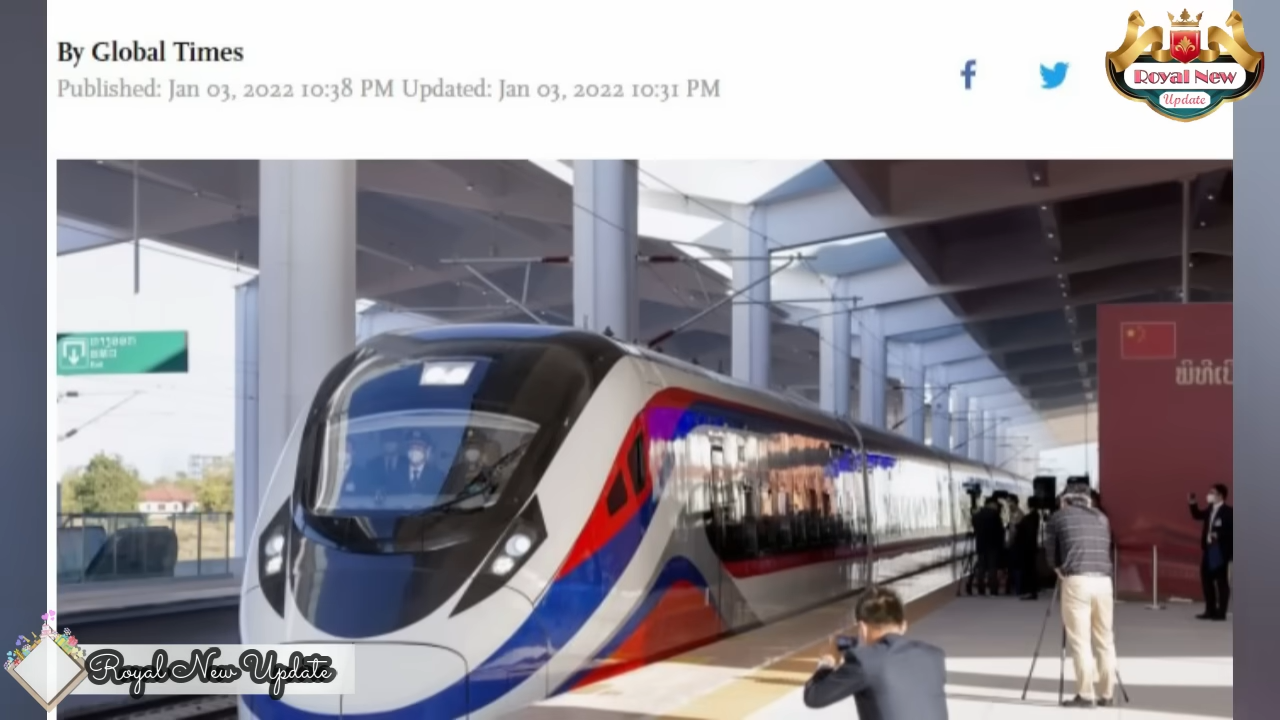 By Global Times
Published: Jan 03, 2022 10:38 PM Updated: Jan 03, 2022 10:31 PM
Royal New
Update
Exit
Royal New Update